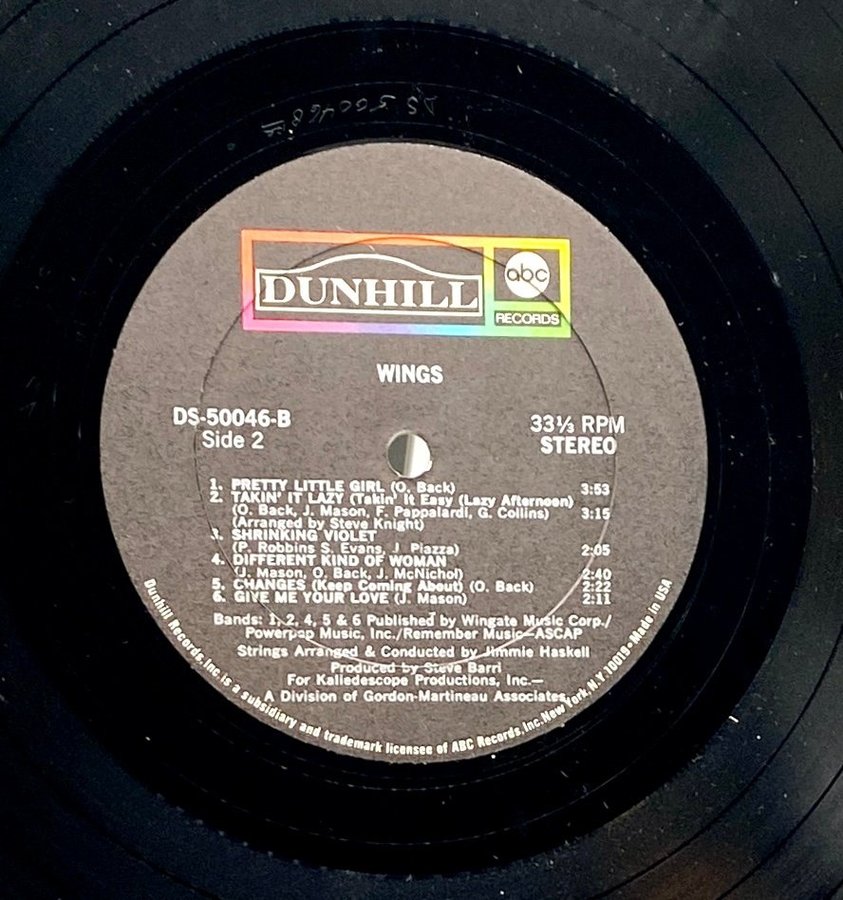 DS 50046B
DUNHILL
abc
RECORDS
WINGS
DS-50046-B
Side 2
33⅓ RPM
STEREO
1. PRETTY LITTLE GIRL (O. Back) 3:53
2. TAKIN' IT LAZY (Takin' It Easy (Lazy Afternoon)
(O. Back, J. Mason, F. Pappalardi, G. Collins) 3:15
(Arranged by Steve Knight)
3. SHRINKING VIOLET
(P. Robbins S. Evans, J. Piazza) 2:05
4. DIFFERENT KIND OF WOMAN
(J. Mason, O. Back, J. McNichol) 2:40
5. CHANGES (Keep Coming About) (O. Back) 2:22
6. GIVE ME YOUR LOVE (J. Mason) 2:11
Bands: 1, 2, 4, 5 & 6 Published by Wingate Music Corp./
Powerpop Music, Inc./Remember Music—ASCAP
Strings Arranged & Conducted by Jimmie Haskell
Produced by Steve Barri
For Kaliedescope Productions, Inc.—
A Division of Gordon-Martineau Associates
Dunhill Records, Inc. is a subsidiary and trademark licensee of ABC Records, Inc. New York, N.Y. 10019 • Made in USA